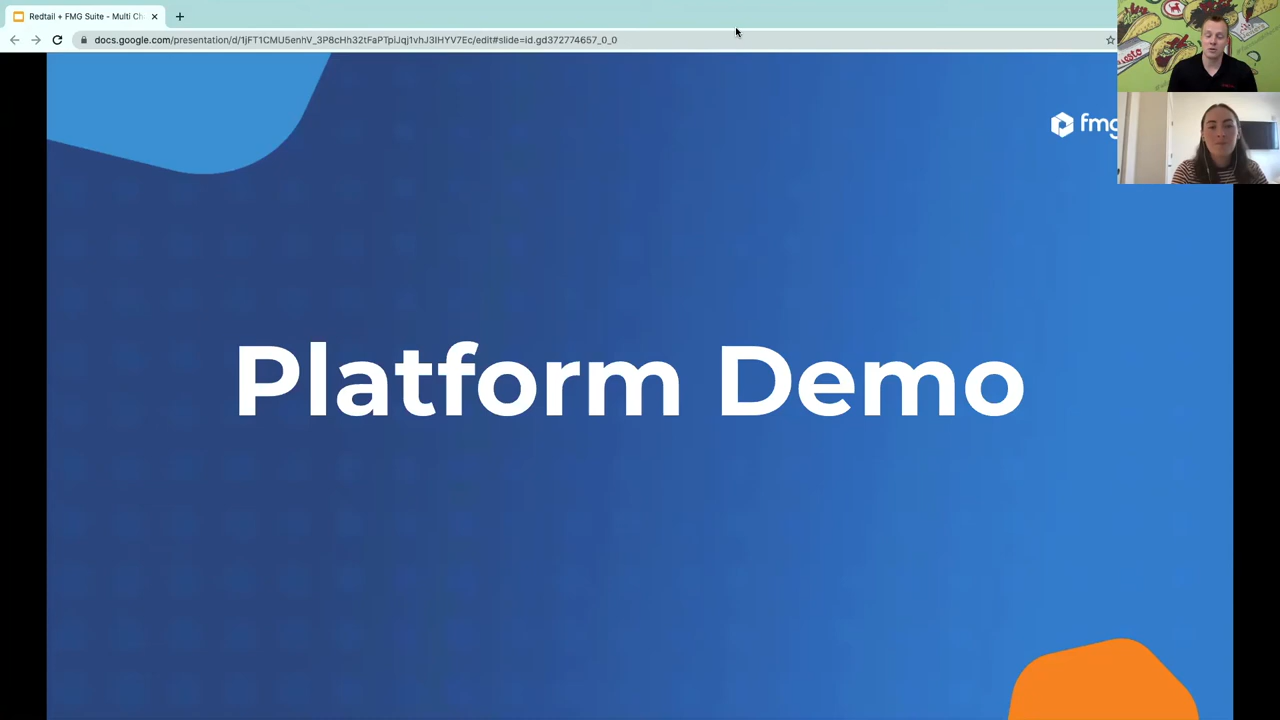 Redtail + FMG Suite - Multi Ch
docs.google.com/presentation/d/1jFT1CMU5enhV_3P8cHh32tFaPTpiJqj1vhJ3IHYV7Ec/edit#slide=id.gd372774657_0_0
fmg
Platform Demo